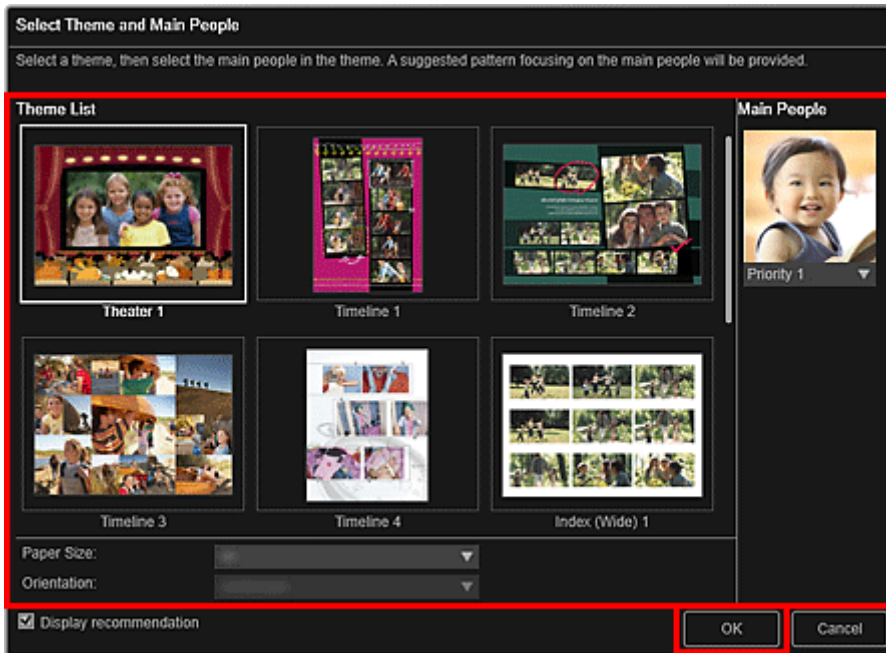 Select Theme and Main People
Select a theme, then select the main people in the theme. A suggested pattern focusing on the main people will be provided.
Theme List
Main People
Priority 1
Theater 1
Timeline 1
Timeline 2
Timeline 3
Timeline 4
Index (Wide) 1
Paper Size:
Orientation:
Display recommendation
OK
Cancel